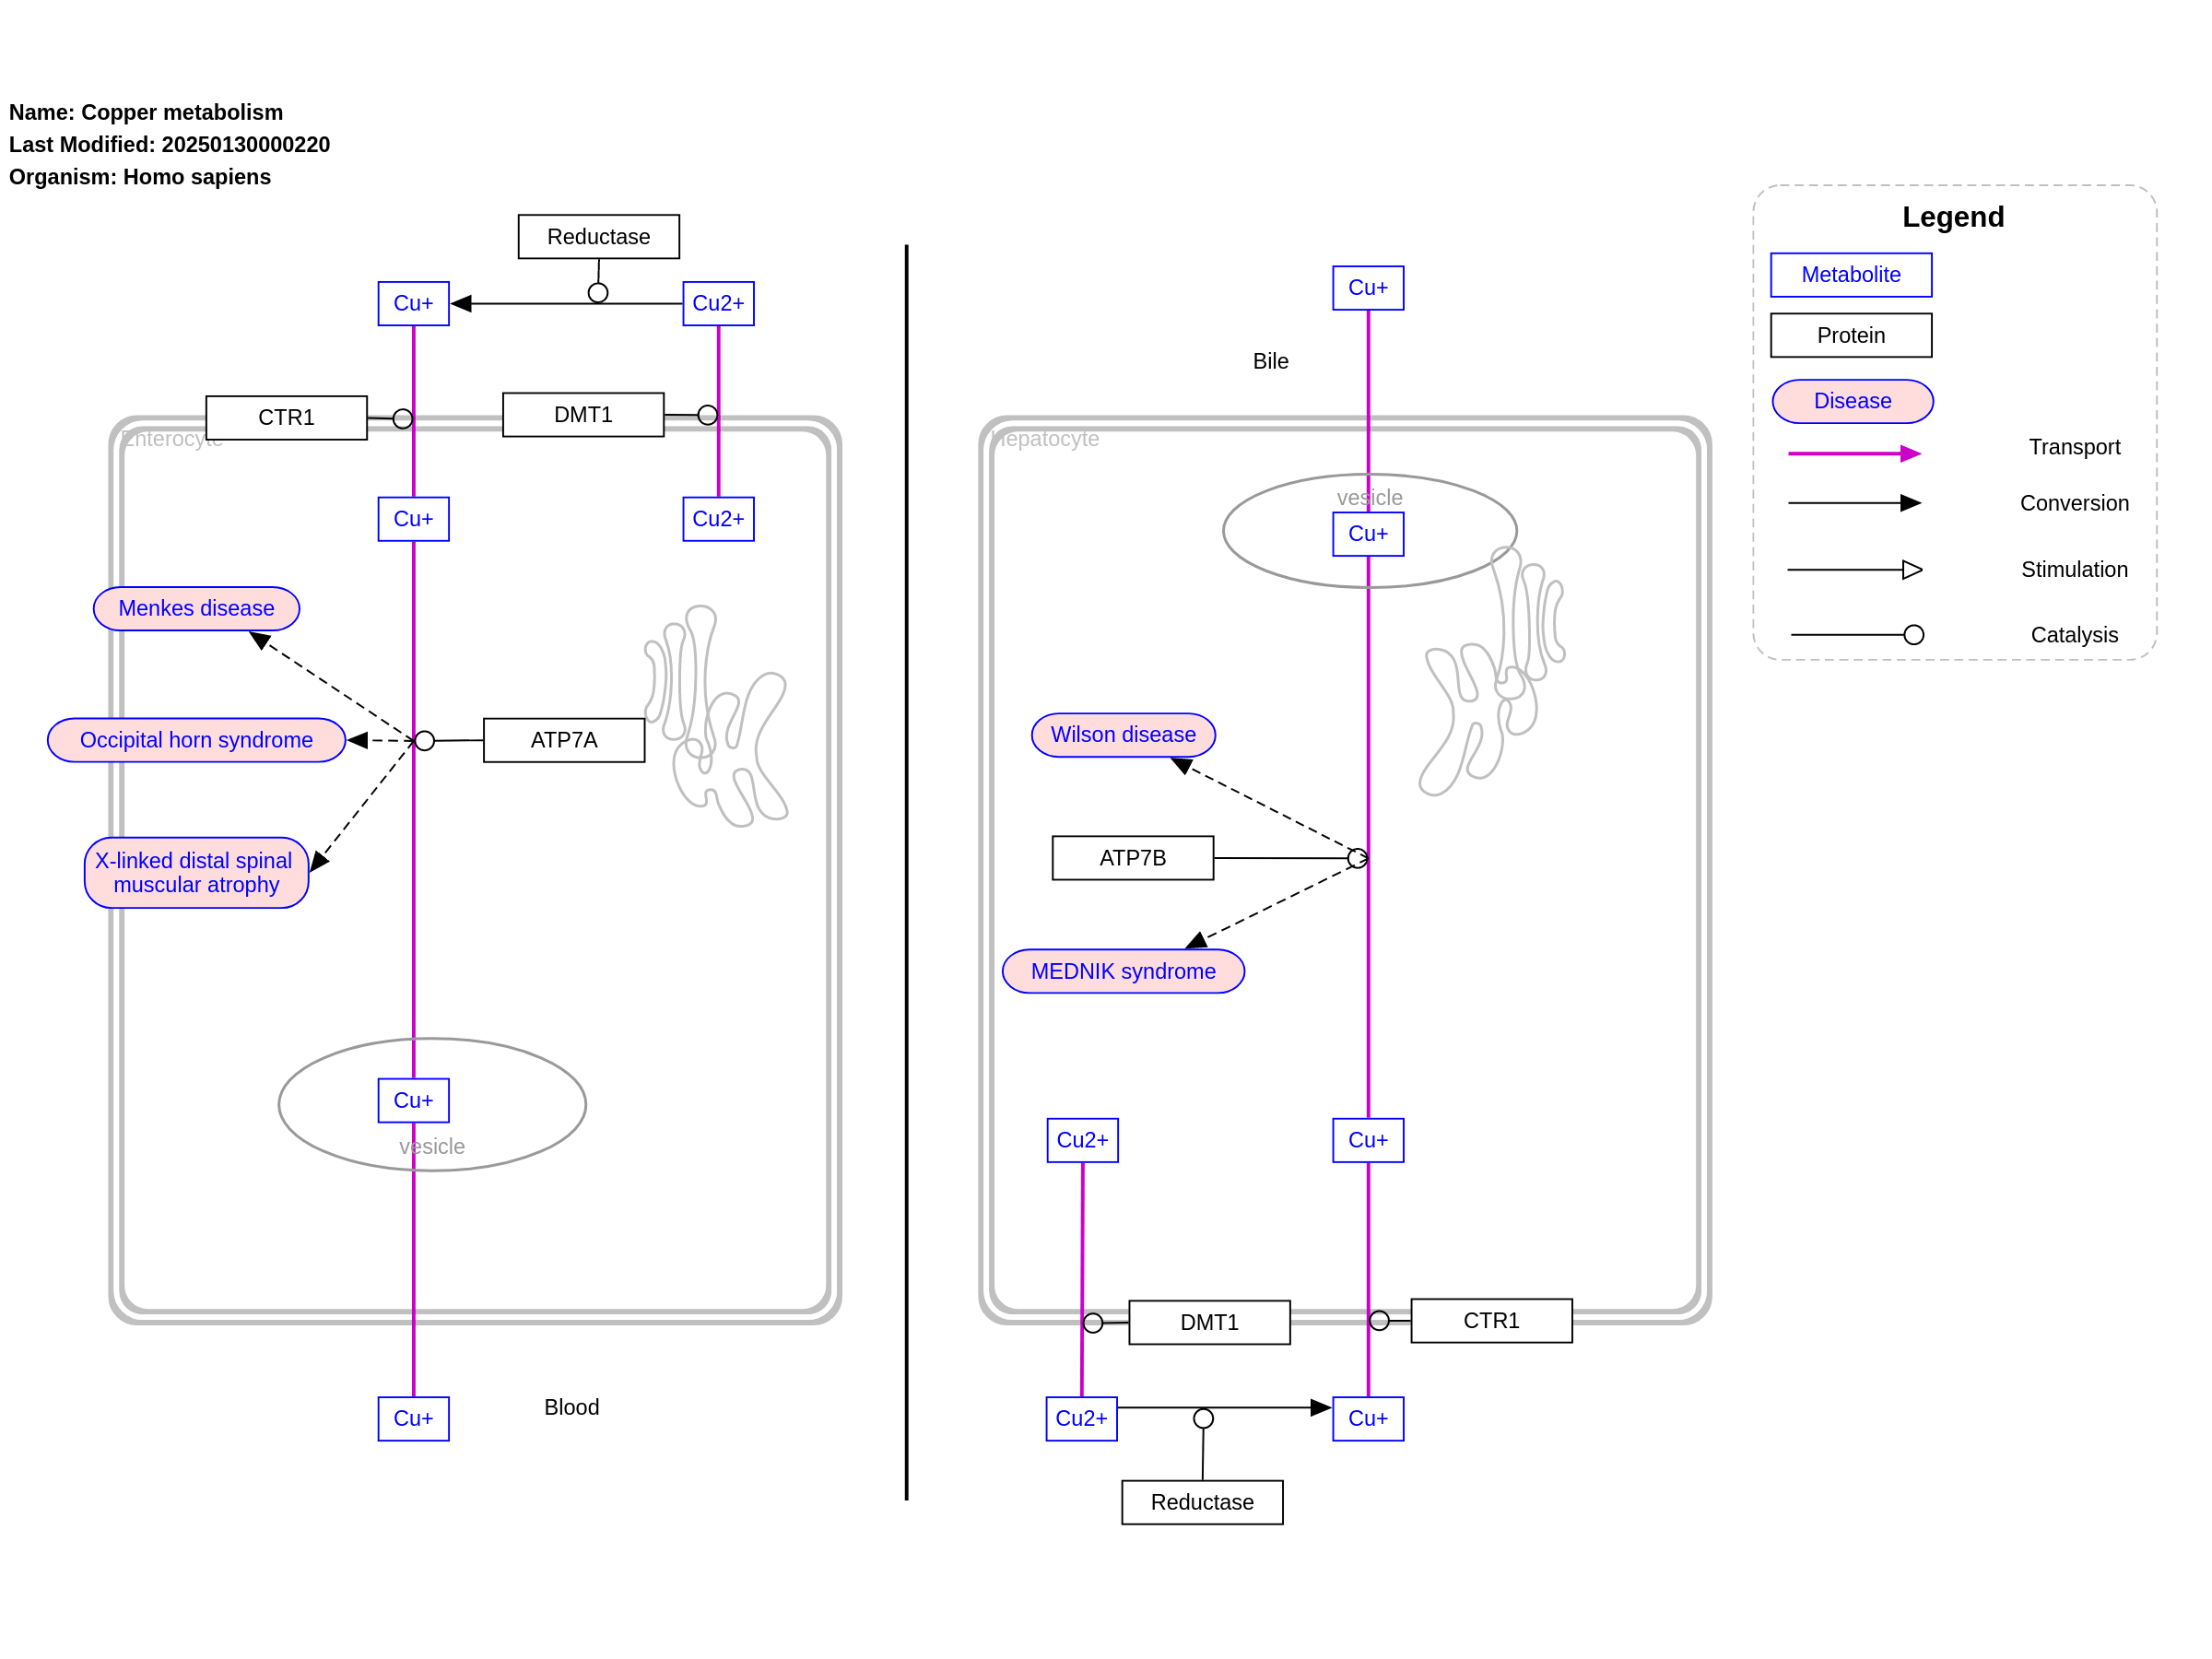 Name: Copper metabolism
Last Modified: 20250130000220
Organism: Homo sapiens
Reductase
Cu+
Cu2+
CTR1
DMT1
Enterocyte
Cu+
Cu2+
Menkes disease
Occipital horn syndrome
ATP7A
X-linked distal spinal
muscular atrophy
Cu+
vesicle
Cu+
Blood
Cu+
Bile
Hepatocyte
vesicle
Cu+
Wilson disease
ATP7B
MEDNIK syndrome
Cu2+
Cu+
DMT1
CTR1
Cu2+
Cu+
Reductase
Legend
Metabolite
Protein
Disease
Transport
Conversion
Stimulation
Catalysis